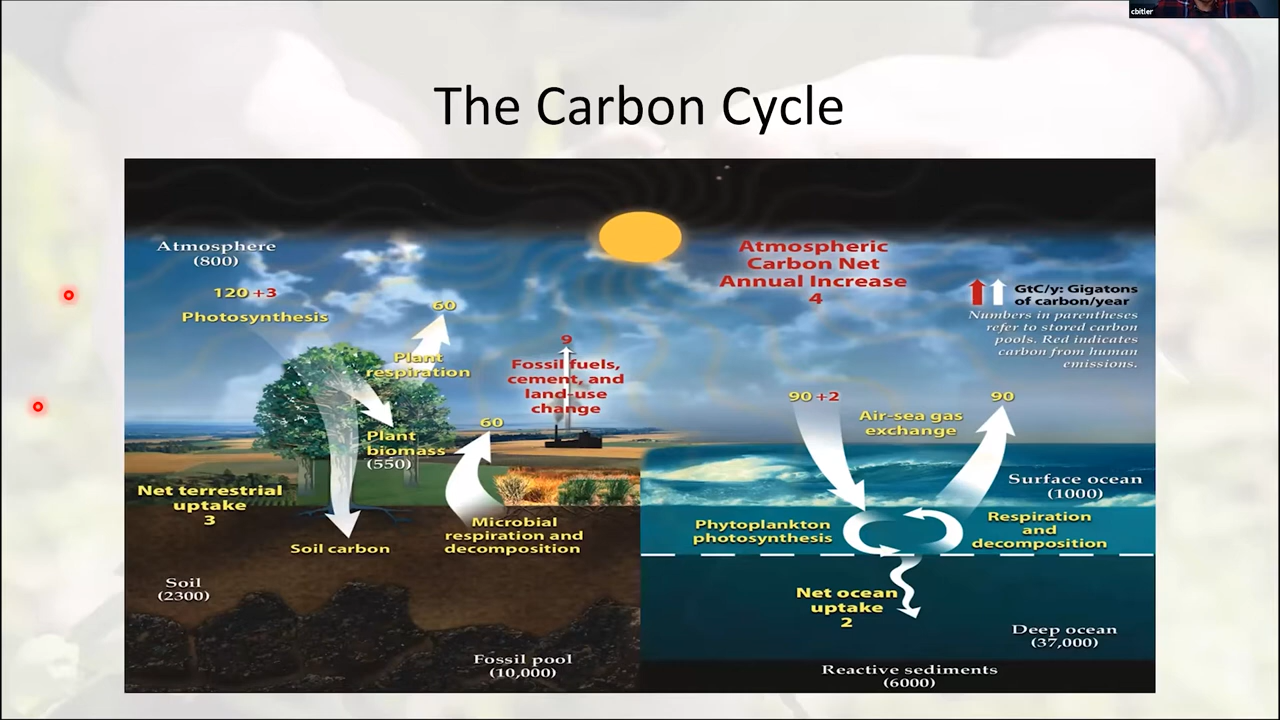 cbitler
The Carbon Cycle
Atmosphere
(800)
120 +3
Photosynthesis
60
Plant
respiration
9
Fossil fuels,
cement, and
land-use
change
Atmospheric
Carbon Net
Annual Increase
4
GtC/y: Gigatons
of carbon/year
Numbers in parentheses
refer to stored carbon
pools. Red indicates
carbon from human
emissions.
Plant
biomass
(550)
60
90 +2
Air-sea gas
exchange
90
Net terrestrial
uptake
3
Soil carbon
Microbial
respiration and
decomposition
Surface ocean
(1000)
Phytoplankton
photosynthesis
Respiration
and
decomposition
Soil
(2300)
Net ocean
uptake
2
Deep ocean
(37,000)
Fossil pool
(10,000)
Reactive sediments
(6000)